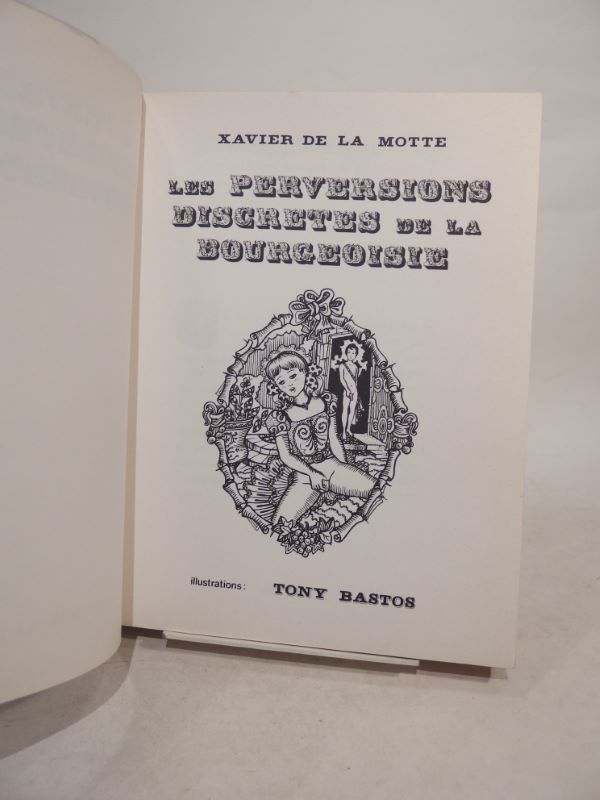 XAVIER DE LA MOTTE
LES PERVERSIONS
DISCRETES DE LA
BOURGEOISIE
illustrations: TONY BASTOS